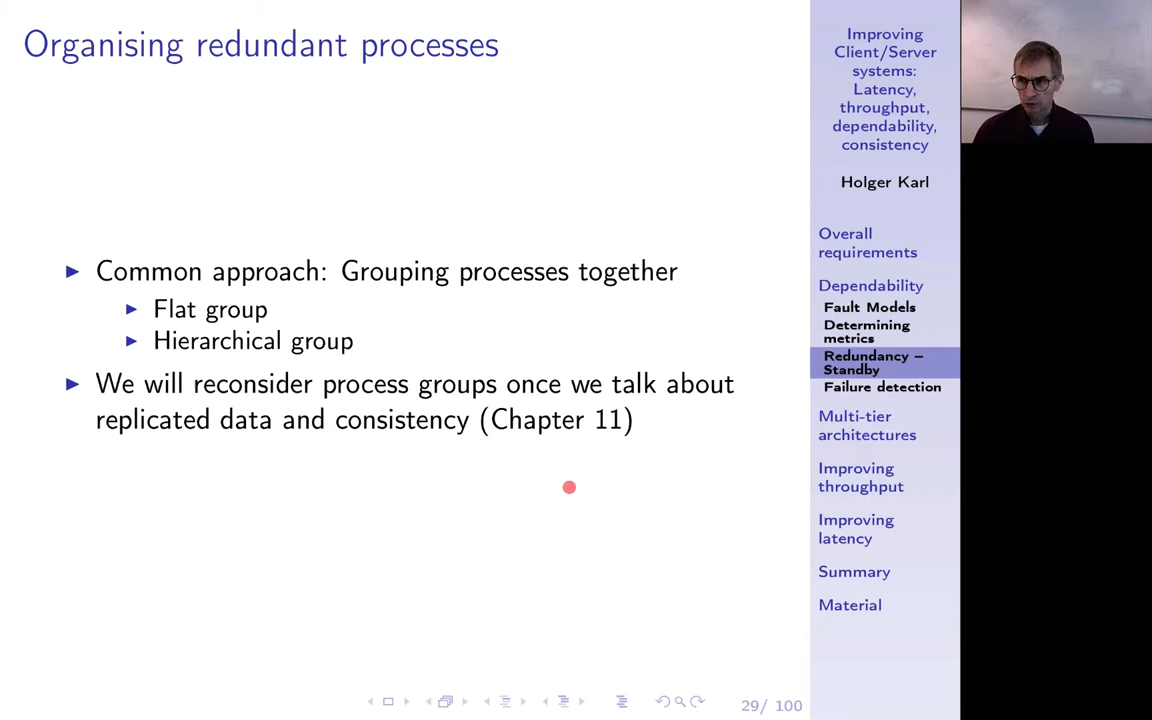 Organising redundant processes
Common approach: Grouping processes together
Flat group
Hierarchical group
We will reconsider process groups once we talk about
replicated data and consistency (Chapter 11)
29/ 100
Improving
Client/Server
systems:
Latency,
throughput,
dependability,
consistency
Holger Karl
Overall
requirements
Dependability
Fault Models
Determining
metrics
Redundancy –
Standby
Failure detection
Multi-tier
architectures
Improving
throughput
Improving
latency
Summary
Material